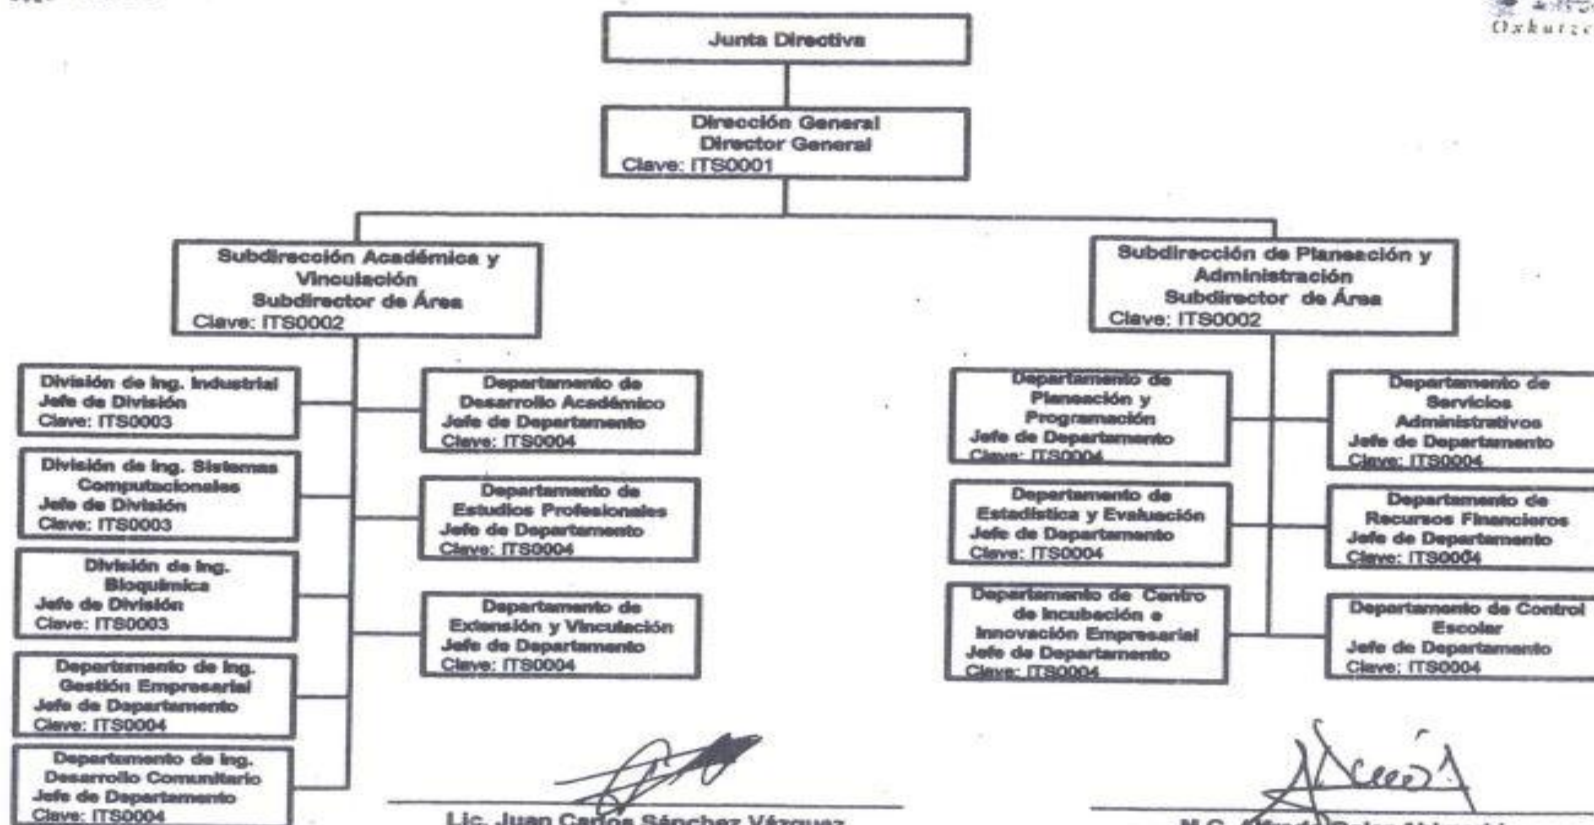 Junta Directiva
Dirección General
Director General
Clave: ITS0001
Subdirección Académica y
Vinculación
Subdirector de Área
Clave: ITS0002
Subdirección de Planeación y
Administración
Subdirector de Área
Clave: ITS0002
División de Ing. Industrial
Jefe de División
Clave: ITS0003
División de Ing. Sistemas
Computacionales
Jefe de División
Clave: ITS0003
División de Ing.
Bioquímica
Jefe de División
Clave: ITS0003
Departamento de Ing.
Gestión Empresarial
Jefe de Departamento
Clave: ITS0004
Departamento de Ing.
Desarrollo Comunitario
Jefe de Departamento
Clave: ITS0004
Departamento de
Desarrollo Académico
Jefe de Departamento
Clave: ITS0004
Departamento de
Estudios Profesionales
Jefe de Departamento
Clave: ITS0004
Departamento de
Extensión y Vinculación
Jefe de Departamento
Clave: ITS0004
Departamento de
Planeación y
Programación
Jefe de Departamento
Clave: ITS0004
Departamento de
Estadística y Evaluación
Jefe de Departamento
Clave: ITS0004
Departamento de Centro
de Incubación e
Innovación Empresarial
Jefe de Departamento
Clave: ITS0004
Departamento de
Servicios
Administrativos
Jefe de Departamento
Clave: ITS0004
Departamento de
Recursos Financieros
Jefe de Departamento
Clave: ITS0004
Departamento de Control
Escolar
Jefe de Departamento
Clave: ITS0004
Lic. Juan Carlos Sánchez Vázquez